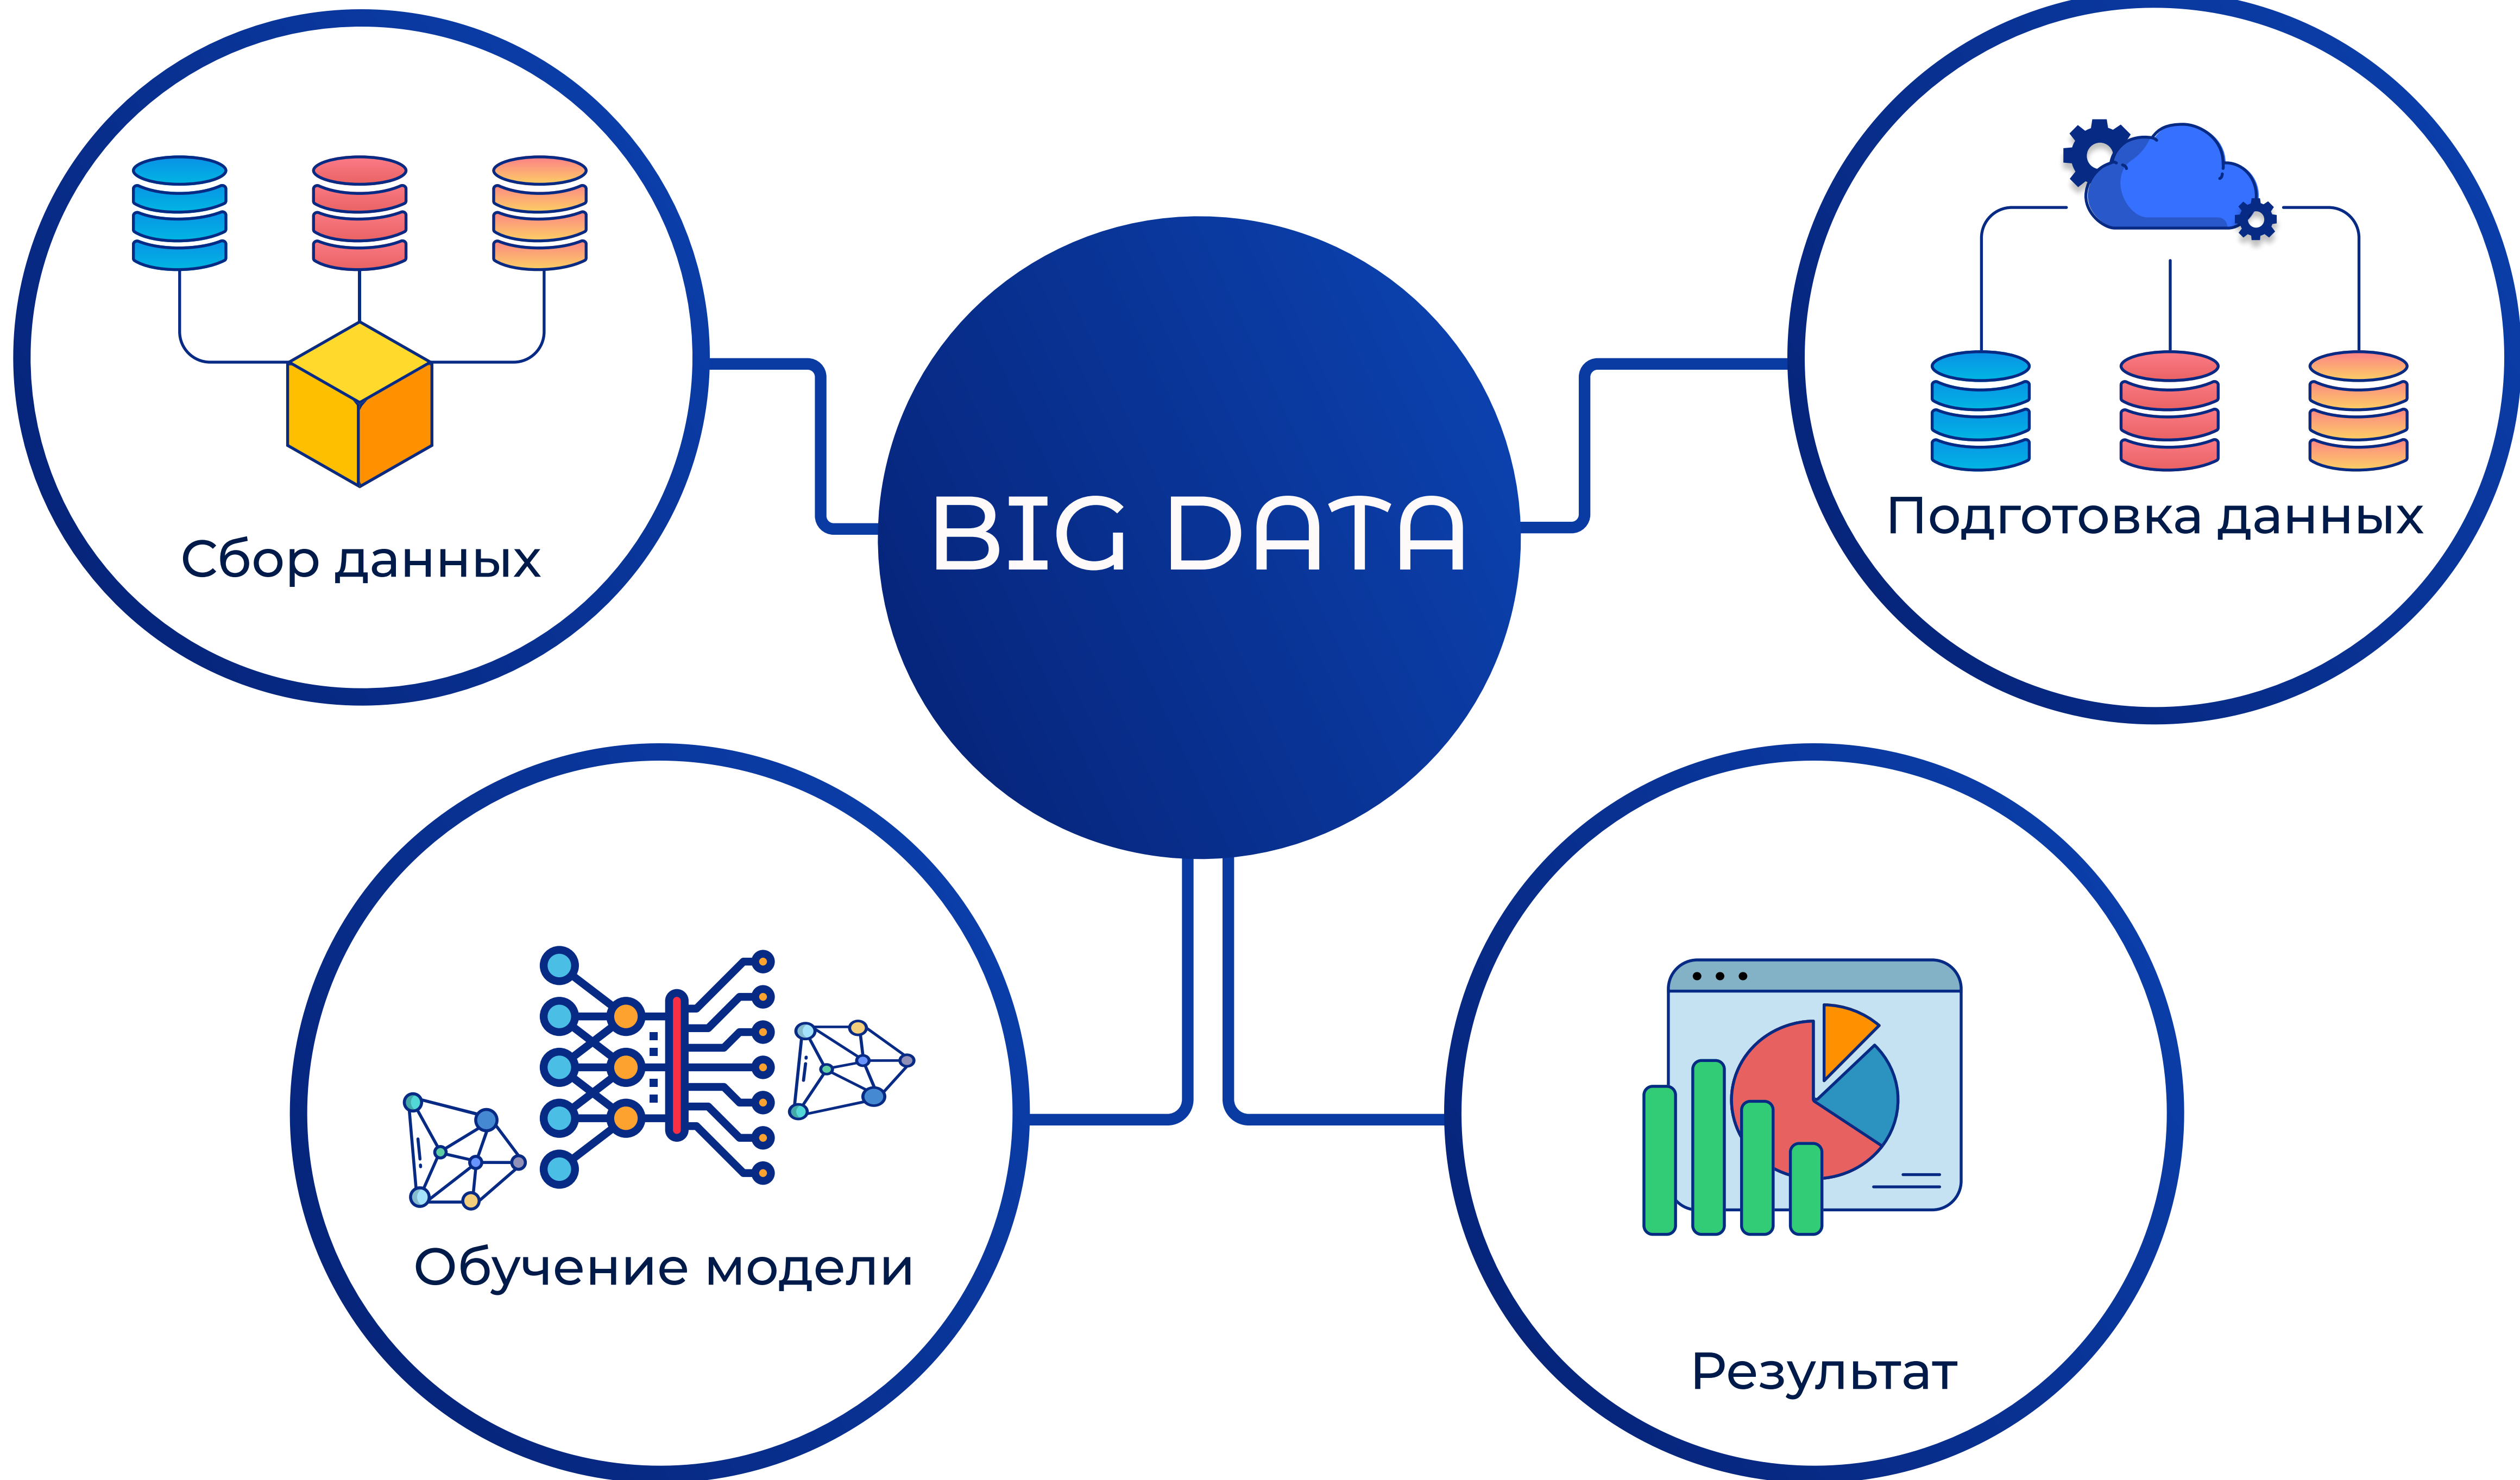 Сбор данных
BIG DATA
Подготовка данных
Обучение модели
Результат